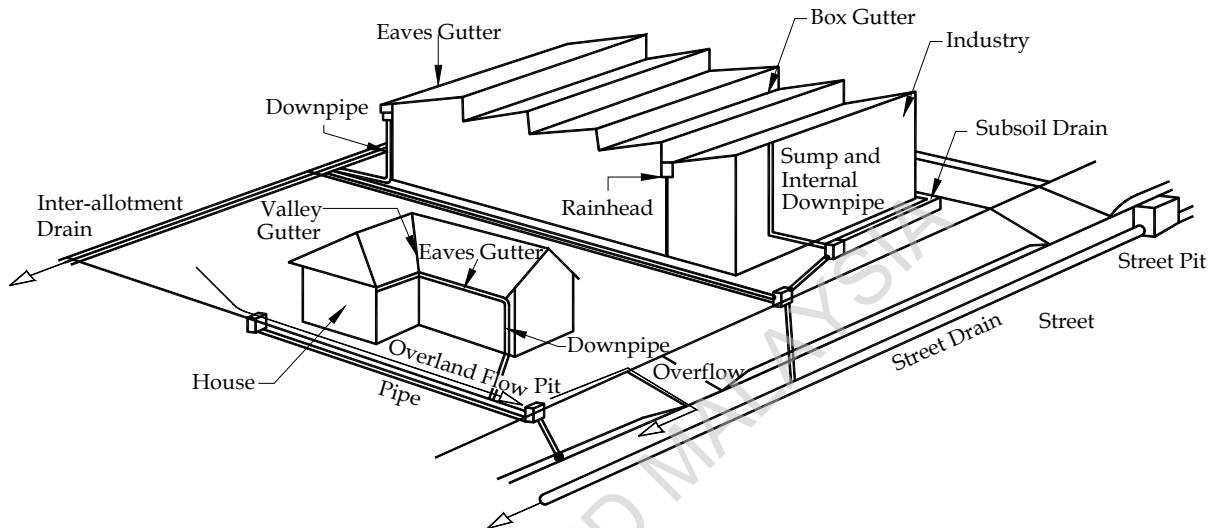 Eaves Gutter
Box Gutter
Industry
Downpipe
Subsoil Drain
Sump and
Internal
Downpipe
Rainhead
Inter-allotment
Drain
Valley
Gutter
Eaves Gutter
Street Pit
Street
Street Drain
Downpipe
House
Overland Flow Pit
Overflow
Pipe
D MALAYSIA